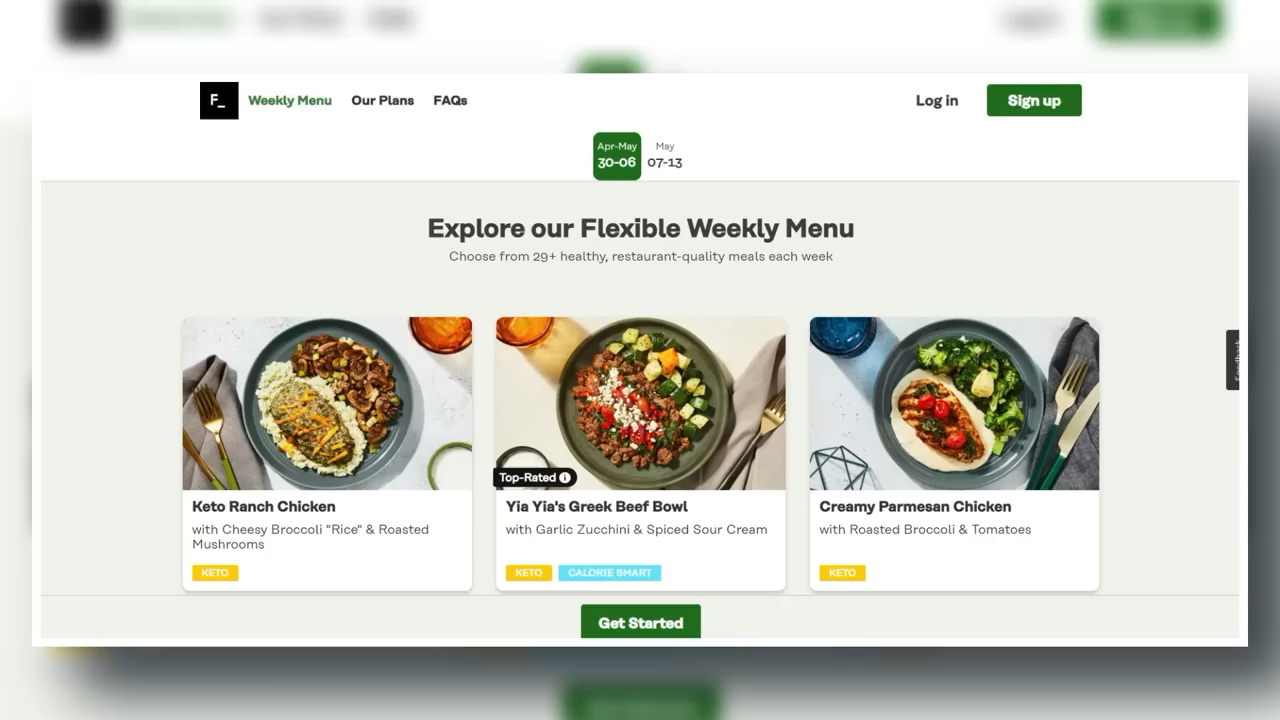 F_
Weekly Menu
Our Plans
FAQs
Log in
Sign up
Apr-May
30-06
May
07-13
Explore our Flexible Weekly Menu
Choose from 29+ healthy, restaurant-quality meals each week
Top-Rated
Keto Ranch Chicken
with Cheesy Broccoli "Rice" & Roasted
Mushrooms
KETO
Yia Yia's Greek Beef Bowl
with Garlic Zucchini & Spiced Sour Cream
KETO
CALORIE SMART
Creamy Parmesan Chicken
with Roasted Broccoli & Tomatoes
KETO
Get Started